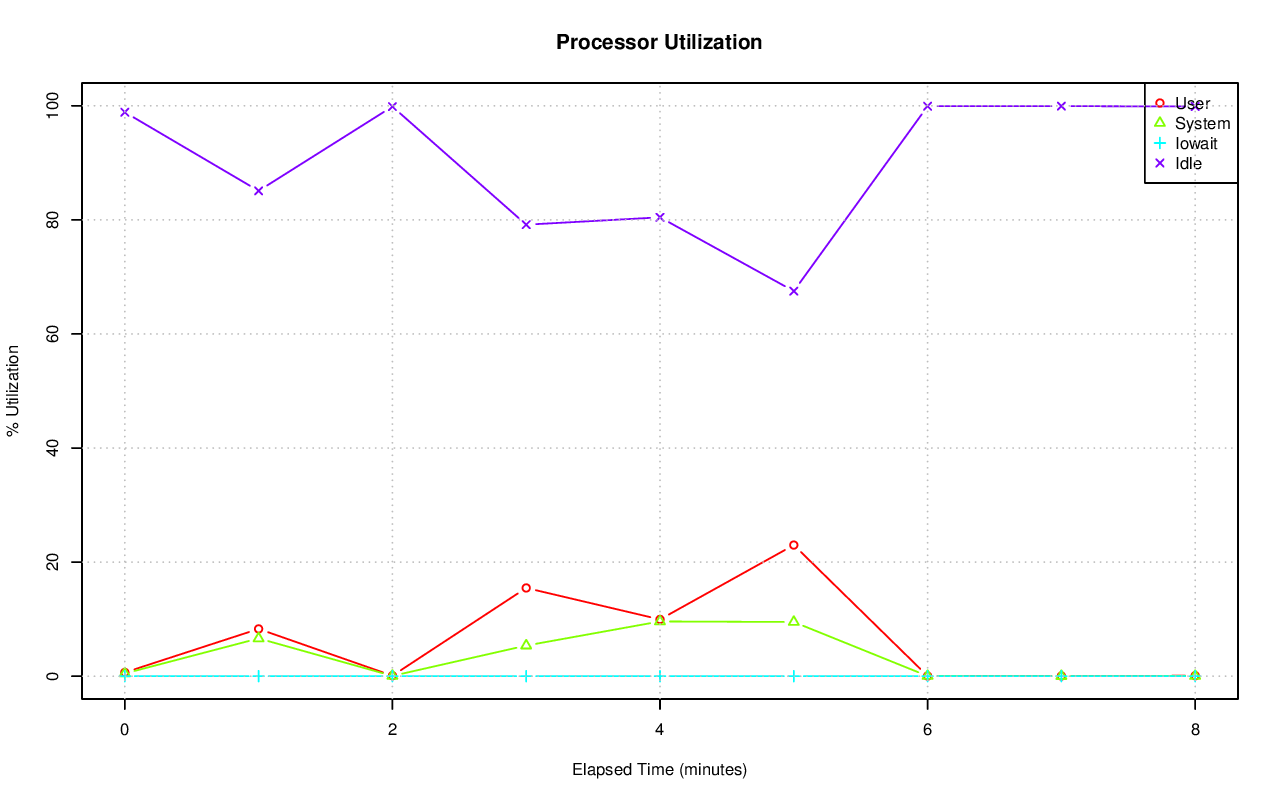 Processor Utilization
100
80
60
40
20
0
% Utilization
User
System
Iowait
Idle
0 2 4 6 8
Elapsed Time (minutes)